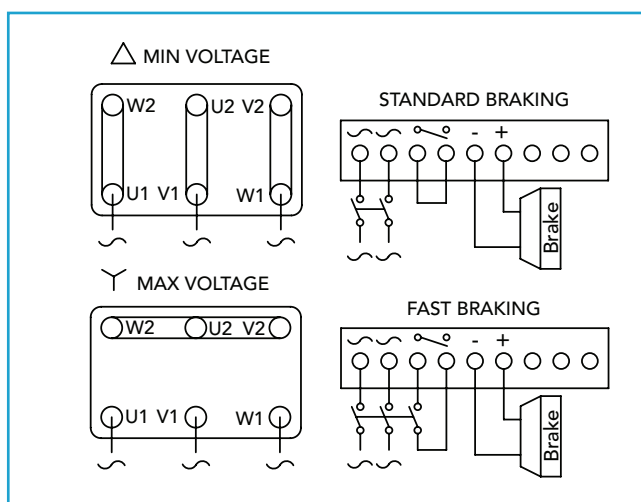 △ MIN VOLTAGE
W2 U2 V2
U1 V1 W1
STANDARD BRAKING
- +
Brake
MAX VOLTAGE
W2 U2 V2
U1 V1 W1
FAST BRAKING
- +
Brake